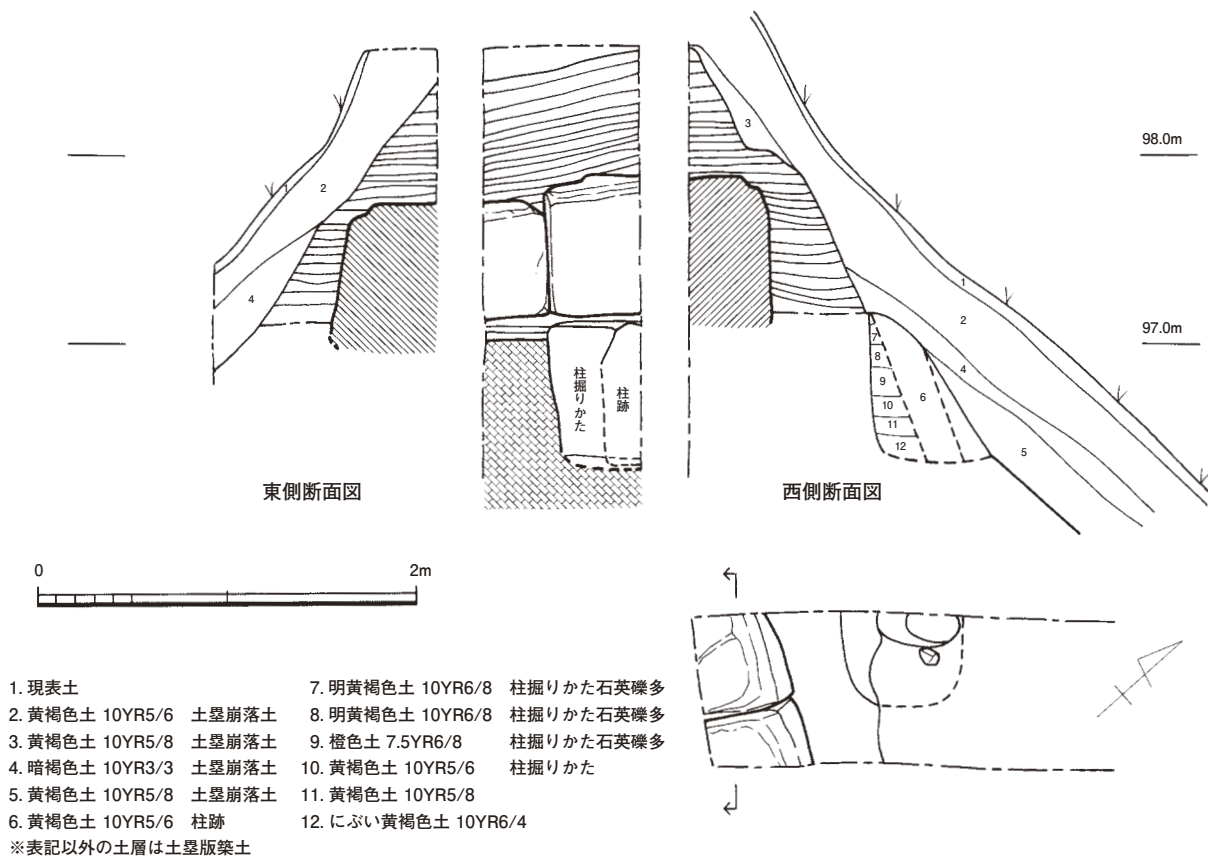 98.0m
97.0m
1
2
4
3
1
2
4
5
6
7
8
9
10
11
12
柱掘りかた
柱跡
東側断面図
西側断面図
0 2m
1. 現表土
2. 黄褐色土 10YR5/6 土塁崩落土
3. 黄褐色土 10YR5/8 土塁崩落土
4. 暗褐色土 10YR3/3 土塁崩落土
5. 黄褐色土 10YR5/8 土塁崩落土
6. 黄褐色土 10YR5/6 柱跡
※表記以外の土層は土塁版築土
7. 明黄褐色土 10YR6/8 柱掘りかた石英礫多
8. 明黄褐色土 10YR6/8 柱掘りかた石英礫多
9. 橙色土 7.5YR6/8 柱掘りかた石英礫多
10. 黄褐色土 10YR5/6 柱掘りかた
11. 黄褐色土 10YR5/8
12. にぶい黄褐色土 10YR6/4